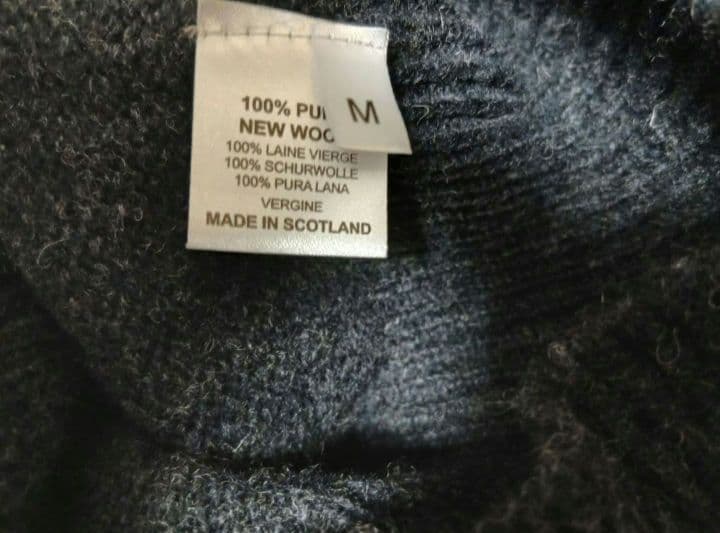 100% PU
M
NEW WOO
100% LAINE VIERGE
100% SCHURWOLLE
100% PURA LANA
VERGINE
MADE IN SCOTLAND